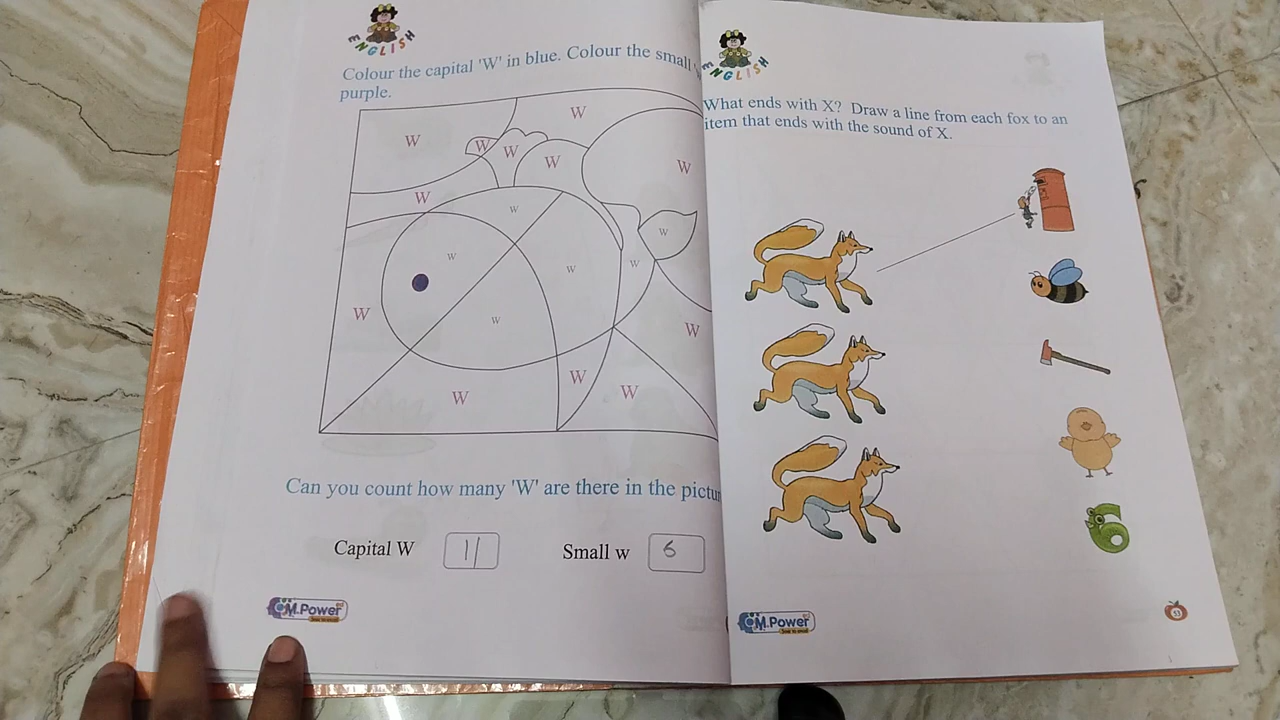 ENGLISH
Colour the capital 'W' in blue. Colour the small
purple.
W
W
W
W
W
W
W
w
w
w
w
w
w
W
W
W
W
W
Can you count how many 'W' are there in the pictur
Capital W 11 Small w 6
M.Power
ENGLISH
What ends with X? Draw a line from each fox to an
item that ends with the sound of X.
6
M.Power
53